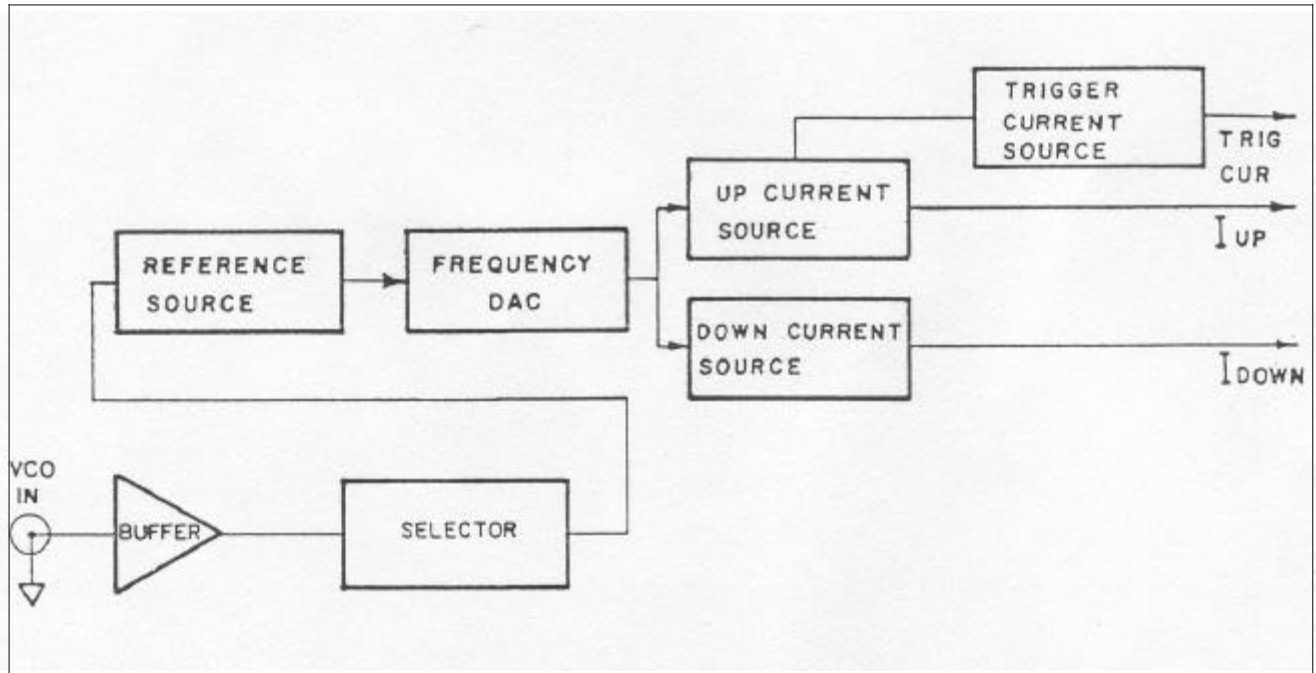 TRIGGER
CURRENT
SOURCE
TRIG
CUR
UP CURRENT
SOURCE
I UP
REFERENCE
SOURCE
FREQUENCY
DAC
DOWN CURRENT
SOURCE
I DOWN
VCO
IN
BUFFER
SELECTOR